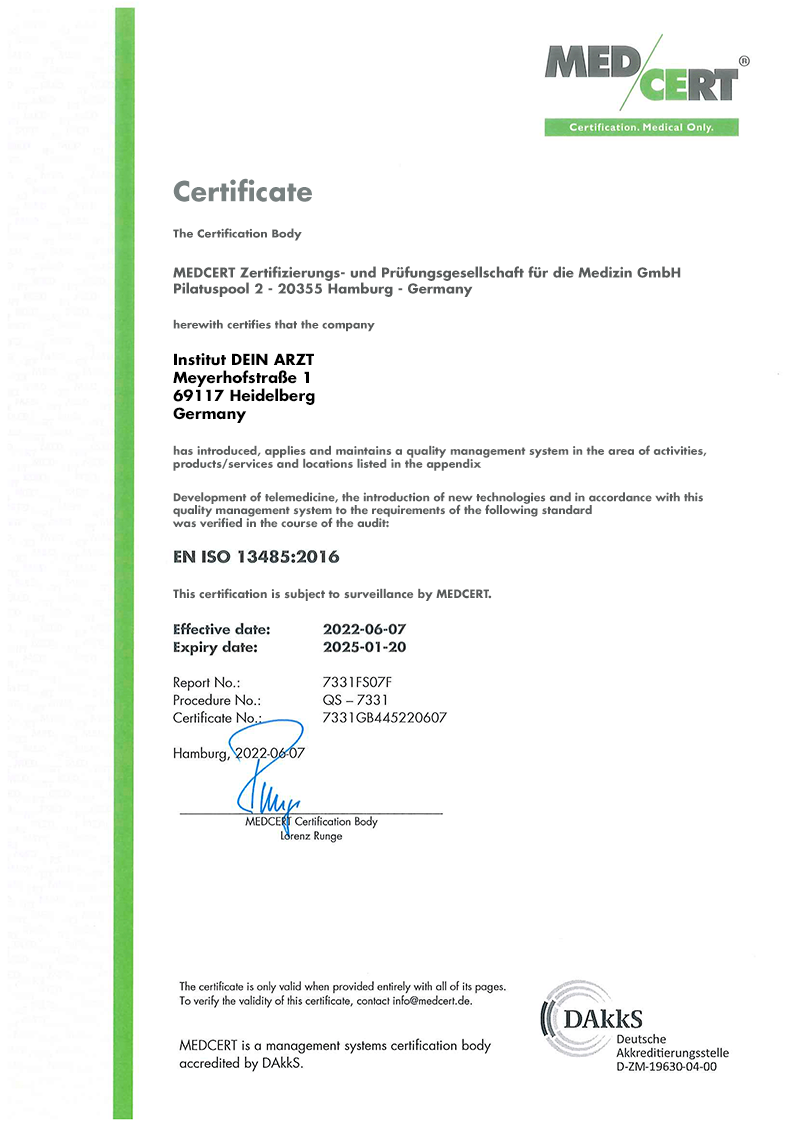 MED/CERT®
Certification. Medical Only.
Certificate
The Certification Body
MEDCERT Zertifizierungs- und Prüfungsgesellschaft für die Medizin GmbH
Pilatuspool 2 - 20355 Hamburg - Germany
herewith certifies that the company
Institut DEIN ARZT
Meyerhofstraße 1
69117 Heidelberg
Germany
has introduced, applies and maintains a quality management system in the area of activities,
products/services and locations listed in the appendix
Development of telemedicine, the introduction of new technologies and in accordance with this
quality management system to the requirements of the following standard
was verified in the course of the audit:
EN ISO 13485:2016
This certification is subject to surveillance by MEDCERT.
Effective date: 2022-06-07
Expiry date: 2025-01-20
Report No.: 7331FS07F
Procedure No.: QS – 7331
Certificate No.: 7331GB445220607
Hamburg, 2022-06-07
MEDCERT Certification Body
Lorenz Runge
The certificate is only valid when provided entirely with all of its pages.
To verify the validity of this certificate, contact info@medcert.de.
MEDCERT is a management systems certification body
accredited by DAkkS.
DAkkS
Deutsche
Akkreditierungsstelle
D-ZM-19630-04-00